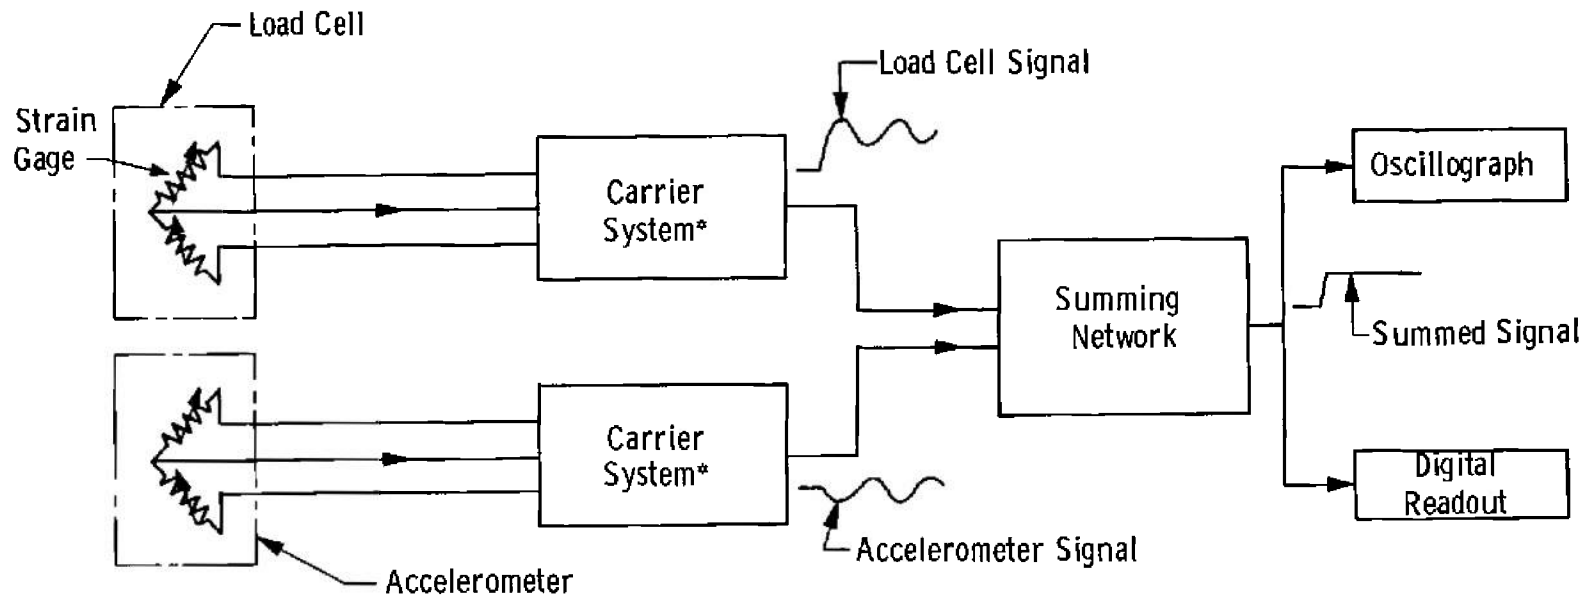 Load Cell
Strain
Gage
Load Cell Signal
Carrier
System*
Oscillograph
Summing
Network
Summed Signal
Carrier
System*
Digital
Readout
Accelerometer Signal
Accelerometer